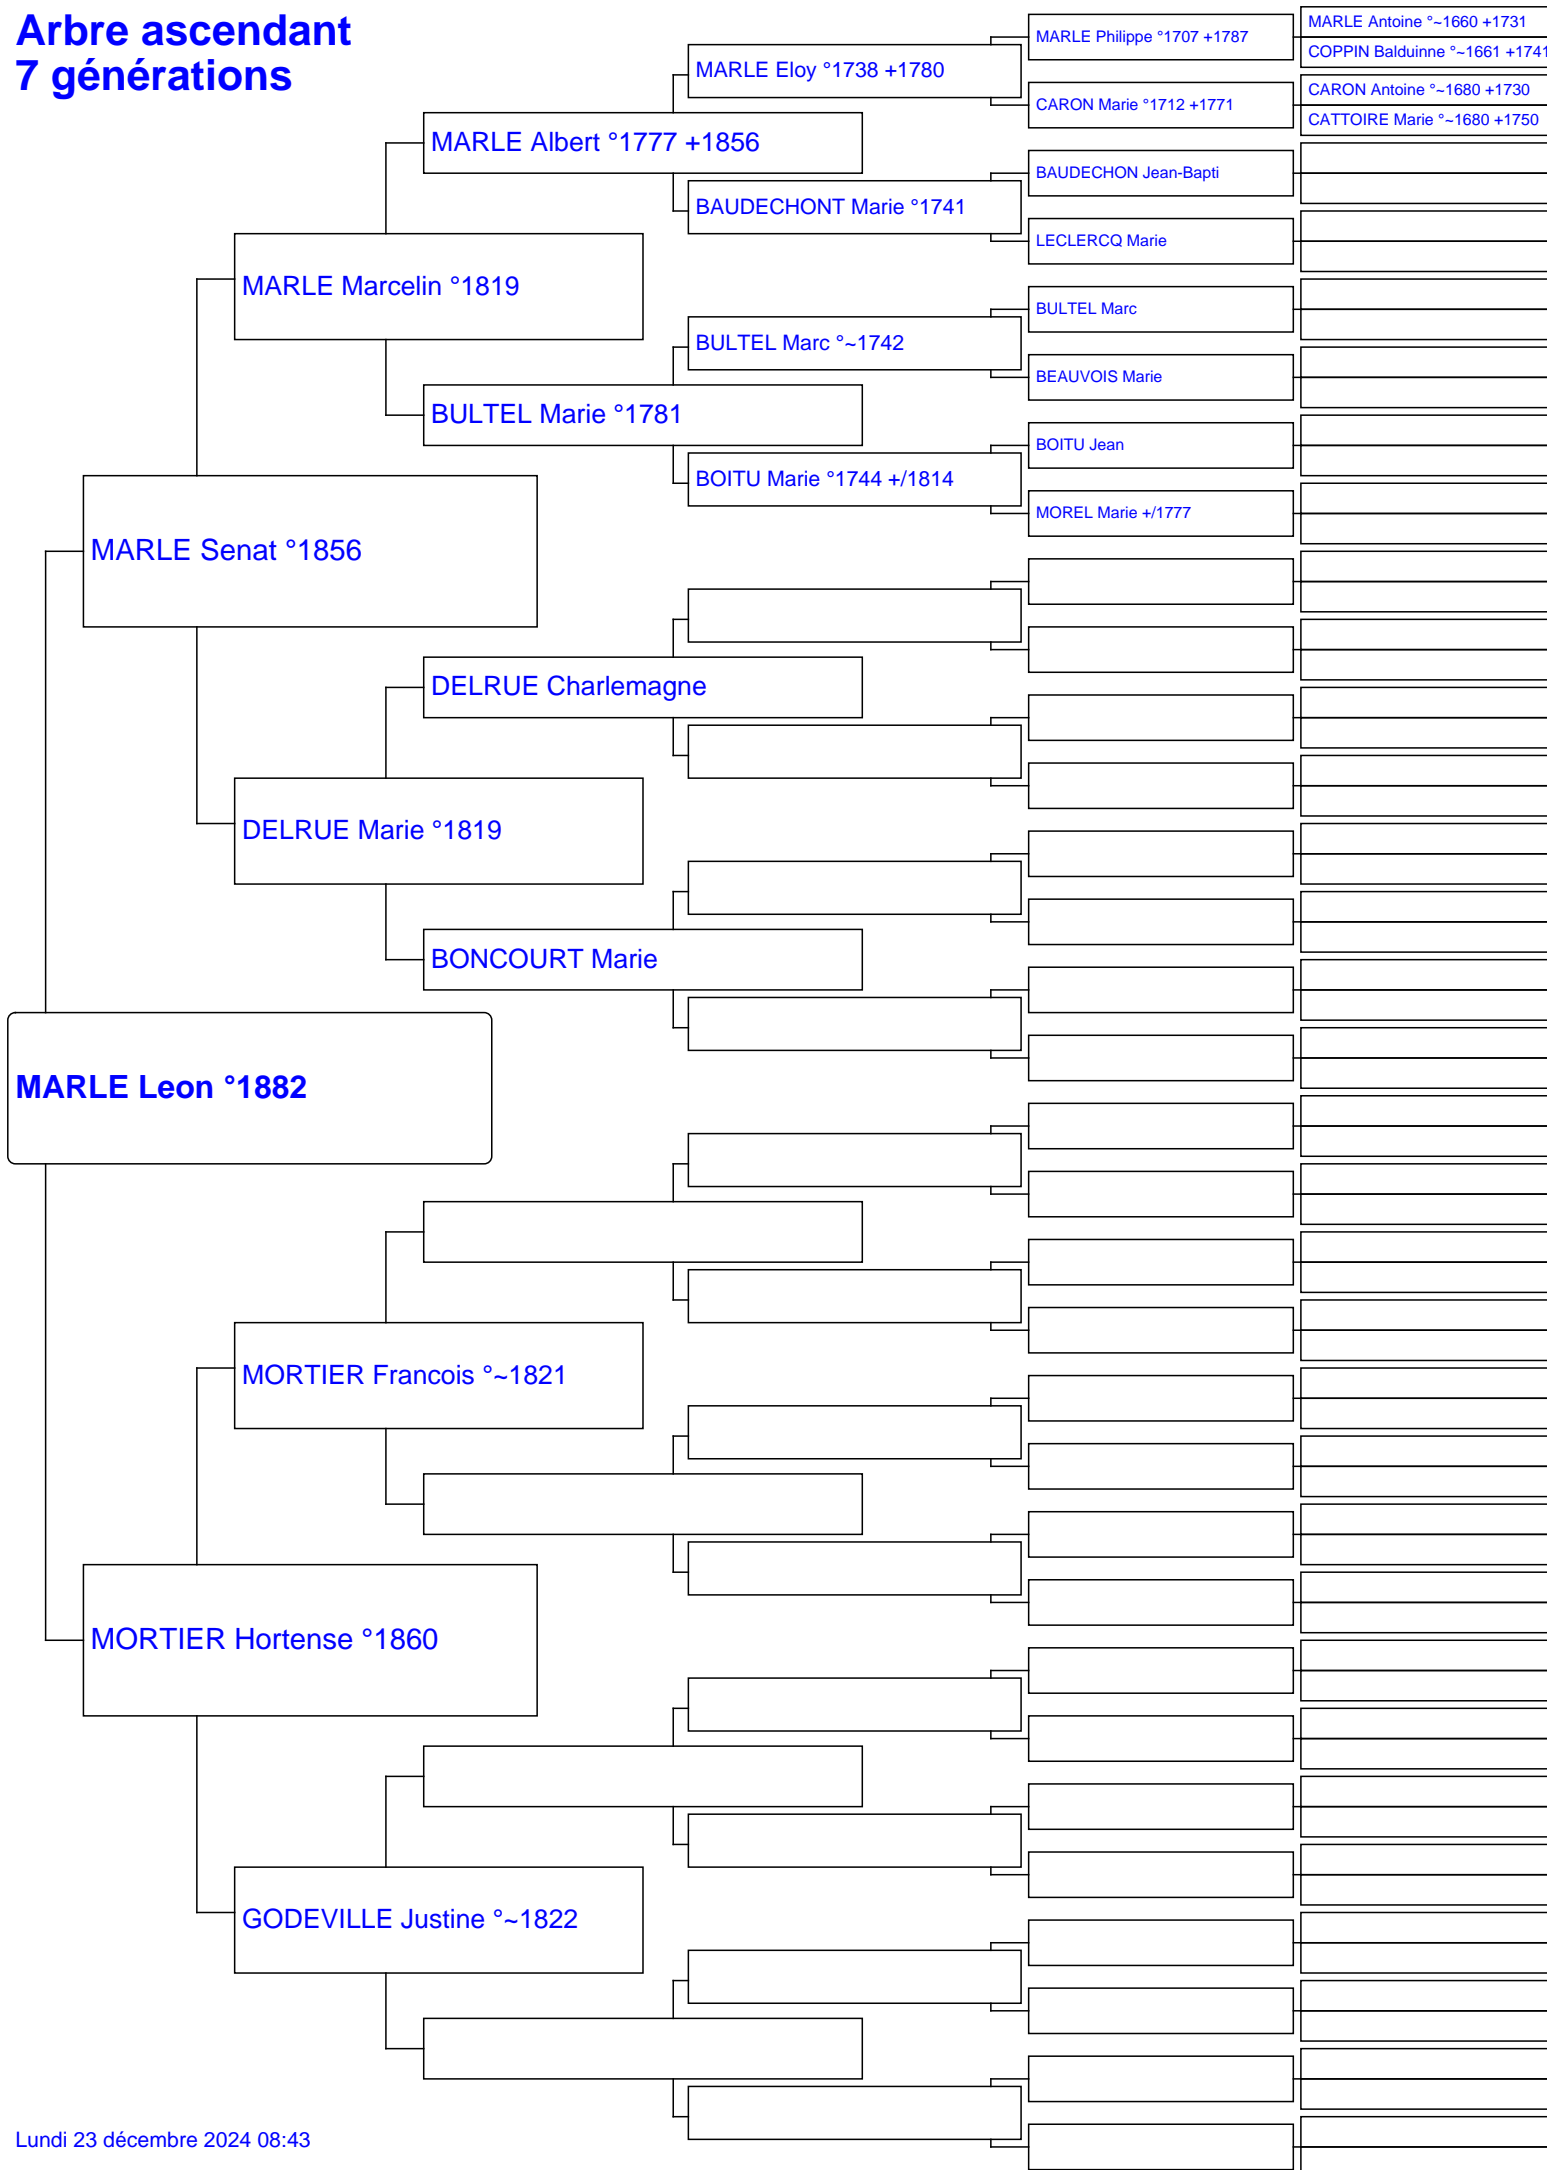 Arbre ascendant
7 générations
MARLE Antoine °~1660 +1731
MARLE Philippe °1707 +1787
COPPIN Balduinne °~1661 +1741
MARLE Eloy °1738 +1780
CARON Antoine °~1680 +1730
CARON Marie °1712 +1771
CATTOIRE Marie °~1680 +1750
MARLE Albert °1777 +1856
BAUDECHON Jean-Bapti
BAUDECHONT Marie °1741
LECLERCQ Marie
MARLE Marcelin °1819
BULTEL Marc
BULTEL Marc °~1742
BEAUVOIS Marie
BULTEL Marie °1781
BOITU Jean
BOITU Marie °1744 +/1814
MOREL Marie +/1777
MARLE Senat °1856
DELRUE Charlemagne
DELRUE Marie °1819
BONCOURT Marie
MARLE Leon °1882
MORTIER Francois °~1821
MORTIER Hortense °1860
GODEVILLE Justine °~1822
Lundi 23 décembre 2024 08:43